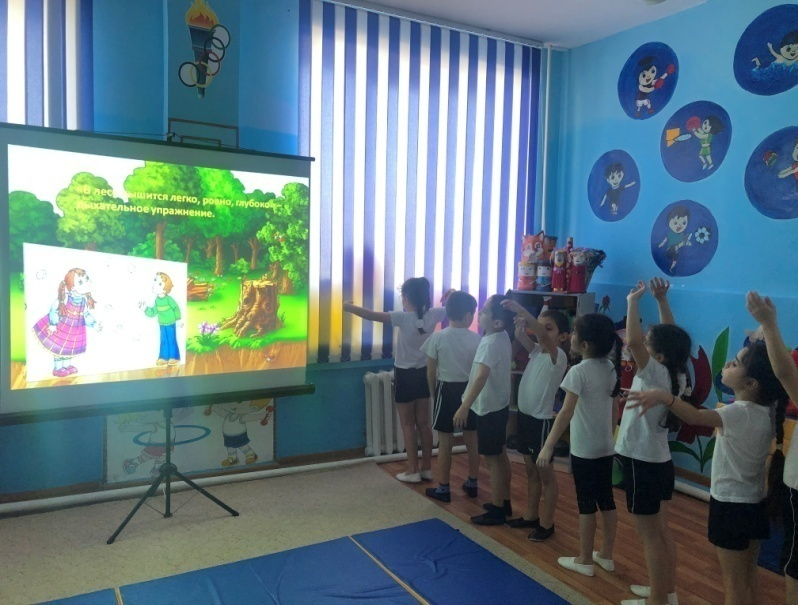 «В лесу дышится легко, ровно, глубоко»
дыхательное упражнение.